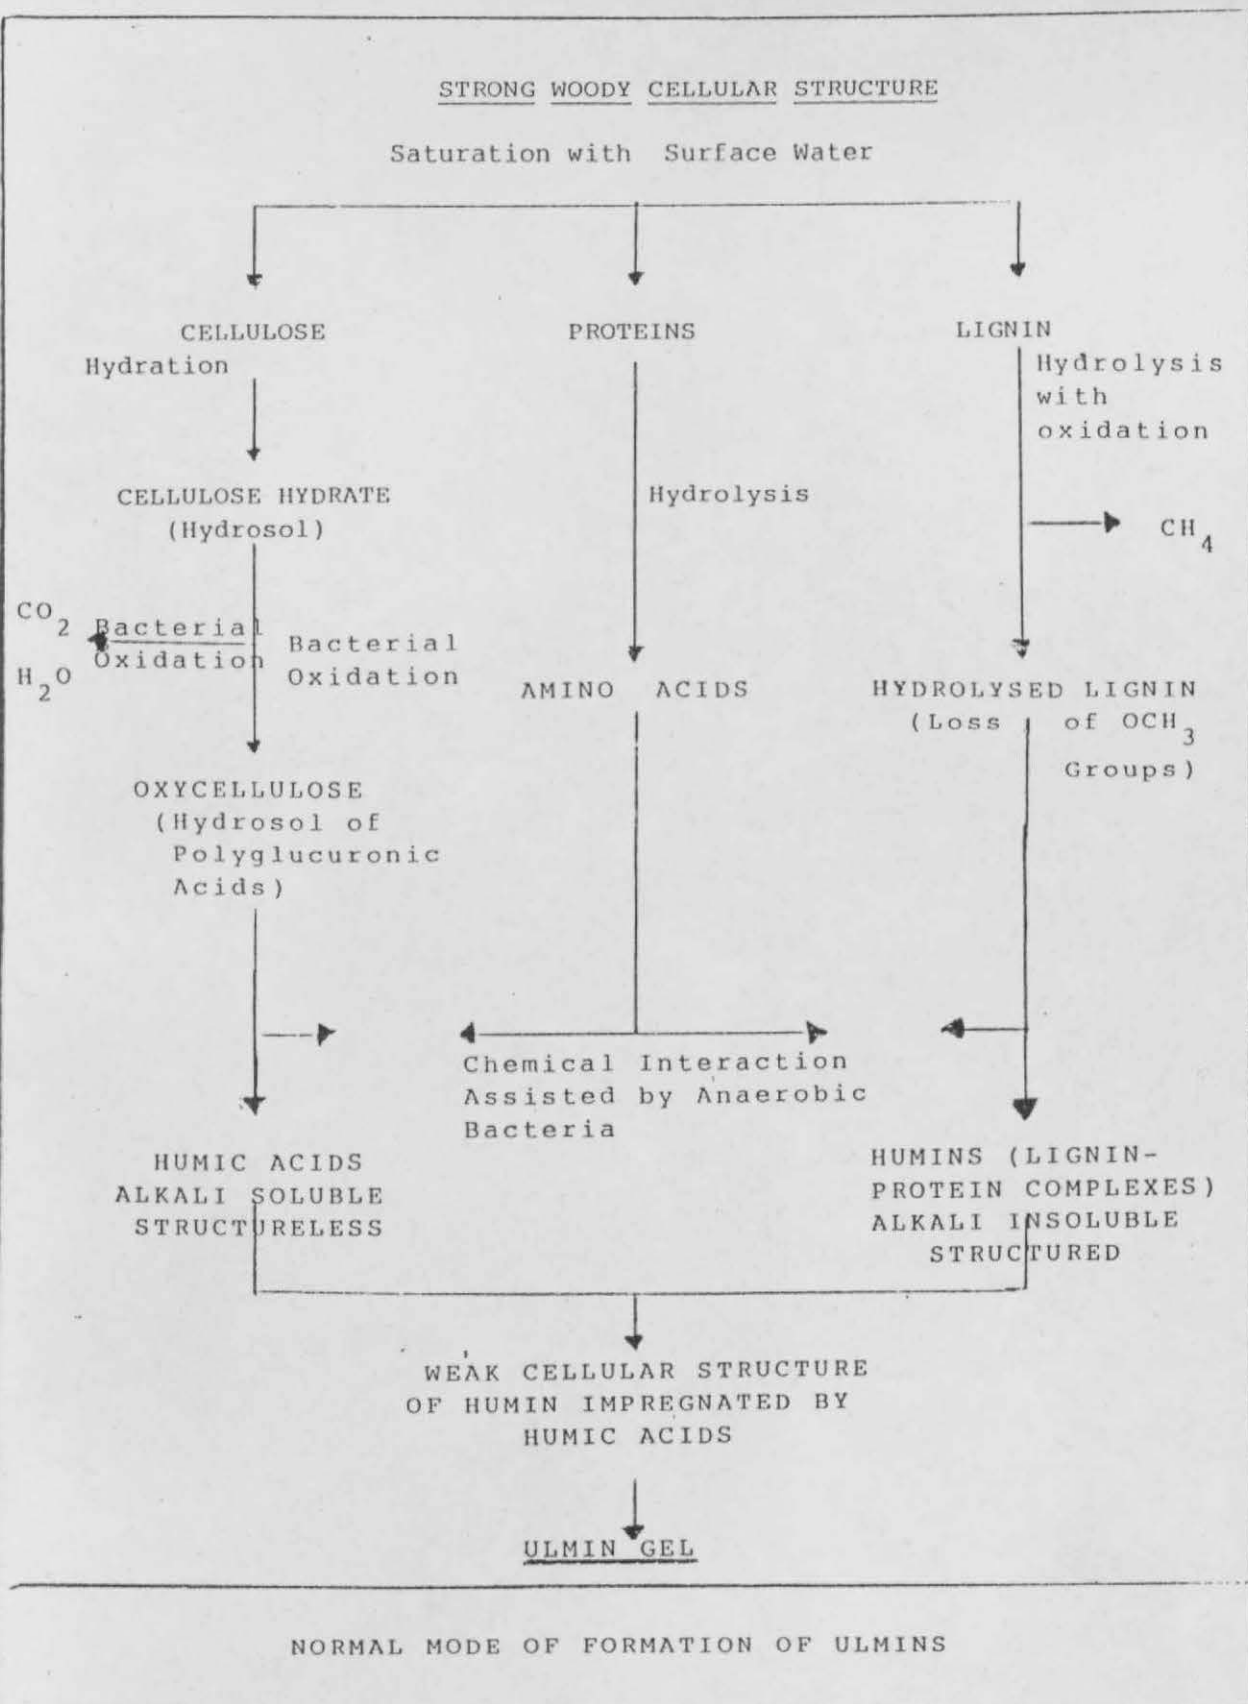 STRONG WOODY CELLULAR STRUCTURE
Saturation with Surface Water
CELLULOSE
PROTEINS
LIGNIN
Hydration
Hydrolysis
with
oxidation
CELLULOSE HYDRATE
(Hydrosol)
Hydrolysis
CH4
CO2
H2O
Bacterial
Oxidation
Bacterial
Oxidation
AMINO ACIDS
HYDROLYSED LIGNIN
(Loss of OCH3
Groups)
OXYCELLULOSE
(Hydrosol of
Polyglucuronic
Acids)
Chemical Interaction
Assisted by Anaerobic
Bacteria
HUMIC ACIDS
ALKALI SOLUBLE
STRUCTURELESS
HUMINS (LIGNIN-
PROTEIN COMPLEXES)
ALKALI INSOLUBLE
STRUCTURED
WEAK CELLULAR STRUCTURE
OF HUMIN IMPREGNATED BY
HUMIC ACIDS
ULMIN GEL
NORMAL MODE OF FORMATION OF ULMINS